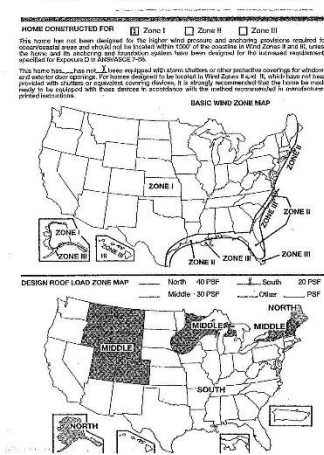 HOME CONSTRUCTED FOR X Zone I Zone II Zone III
This home has not been designed for the higher wind pressure and anchoring provisions required for
ocean/coastal areas and should not be located within 1500' of the coastline in Wind Zones II and III, unless
the home and its anchoring and foundation system have been designed for the increased requirements
specified for Exposure D in ANSI/ASCE 7-88.
This home has has not X been equipped with storm shutters or other protective coverings for windows
and exterior door openings. For homes designed to be located in Wind Zones II and III, which have not been
provided with shutters or equivalent covering devices, it is strongly recommended that the home be made
ready to be equipped with these devices in accordance with the method recommended in manufacturers
printed instructions.
BASIC WIND ZONE MAP
ZONE I
ZONE II
ZONE III
ZONE II
ZONE I
ZONE III
HI
ZONE II
ZONE III
ZONE III
DESIGN ROOF LOAD ZONE MAP North 40 PSF X South 20 PSF
Middle 30 PSF Other PSF
NORTH
MIDDLE
MIDDLE
MIDDLE
SOUTH
NORTH